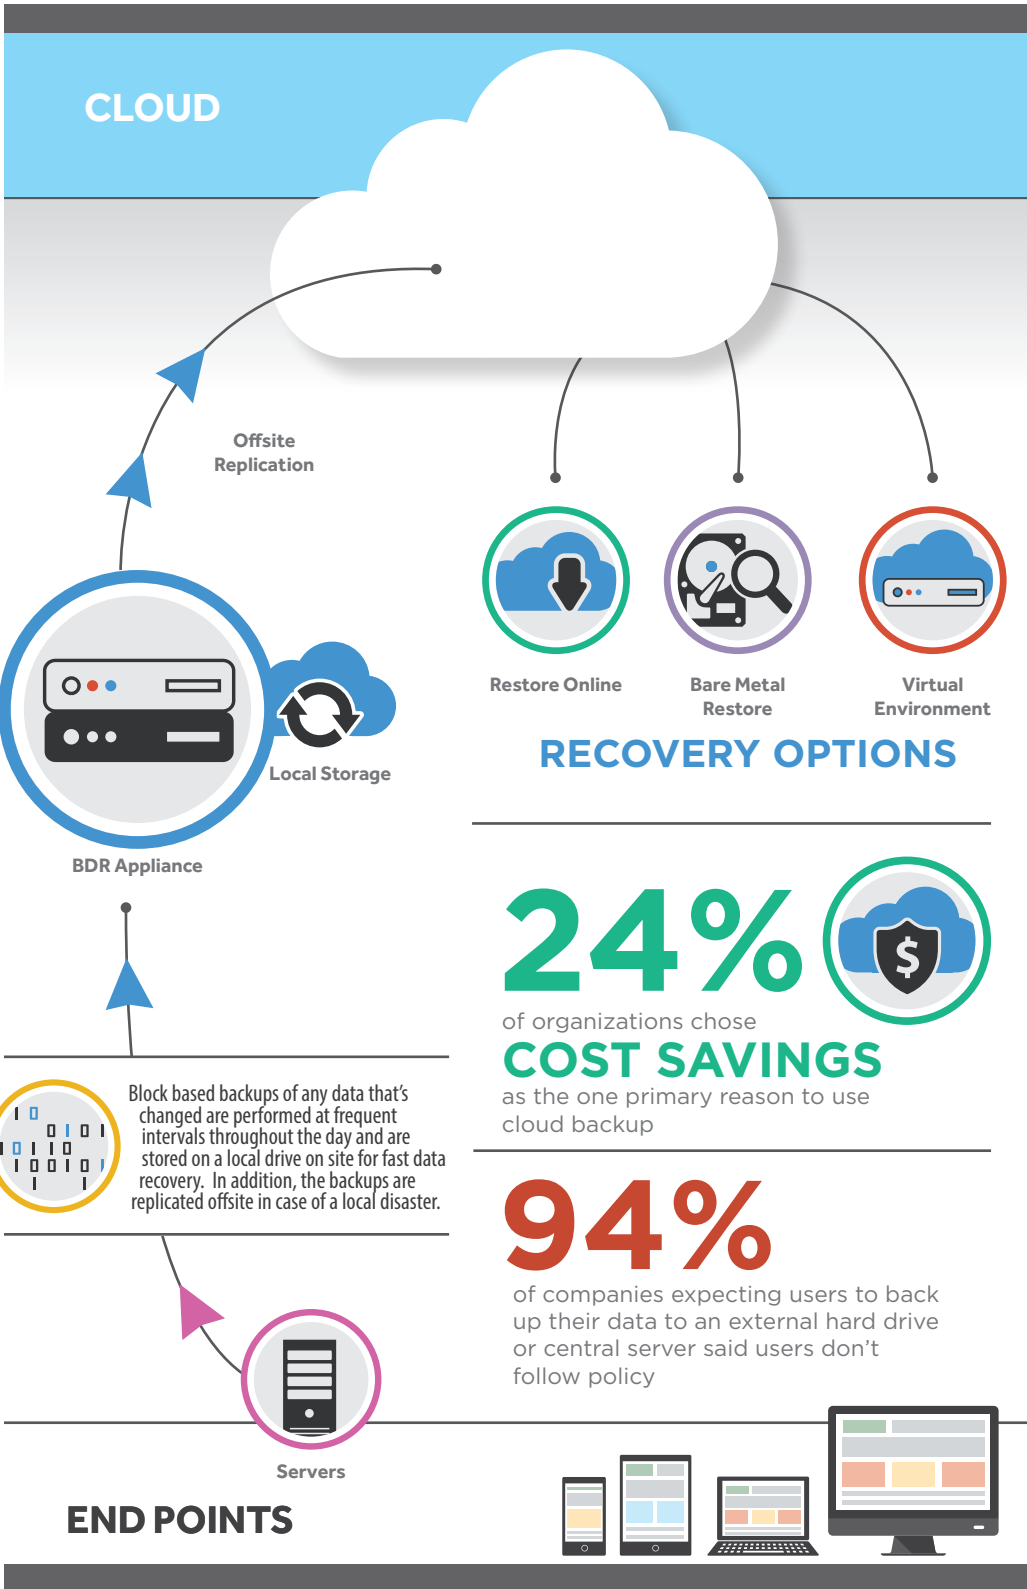 CLOUD
Offsite
Replication
Restore Online
Bare Metal
Restore
Virtual
Environment
RECOVERY OPTIONS
Local Storage
BDR Appliance
24%
$
of organizations chose
COST SAVINGS
as the one primary reason to use
cloud backup
Block based backups of any data that's
changed are performed at frequent
intervals throughout the day and are
stored on a local drive on site for fast data
recovery.  In addition, the backups are
replicated offsite in case of a local disaster.
94%
of companies expecting users to back
up their data to an external hard drive
or central server said users don't
follow policy
Servers
END POINTS